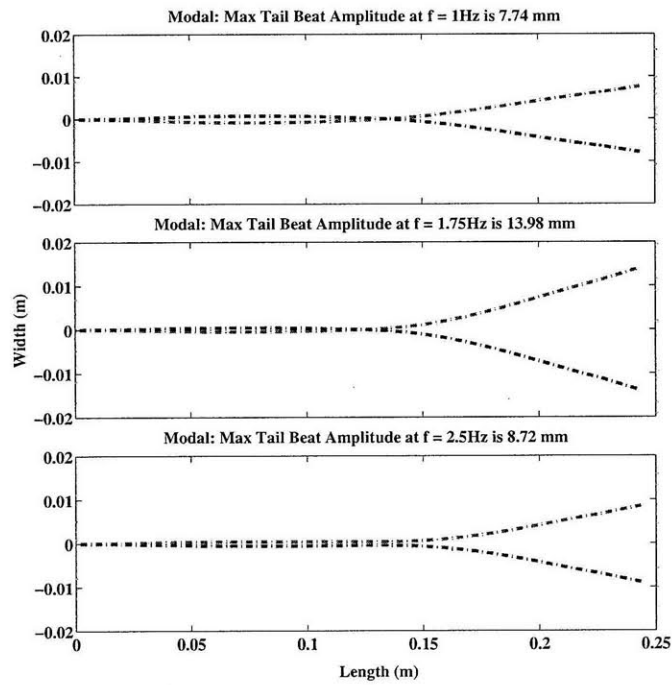 Modal: Max Tail Beat Amplitude at f = 1Hz is 7.74 mm
0.02
0.01
0
−0.01
−0.02
Modal: Max Tail Beat Amplitude at f = 1.75Hz is 13.98 mm
0.02
0.01
0
−0.01
−0.02
Width (m)
Modal: Max Tail Beat Amplitude at f = 2.5Hz is 8.72 mm
0.02
0.01
0
−0.01
−0.02
0 0.05 0.1 0.15 0.2 0.25
Length (m)